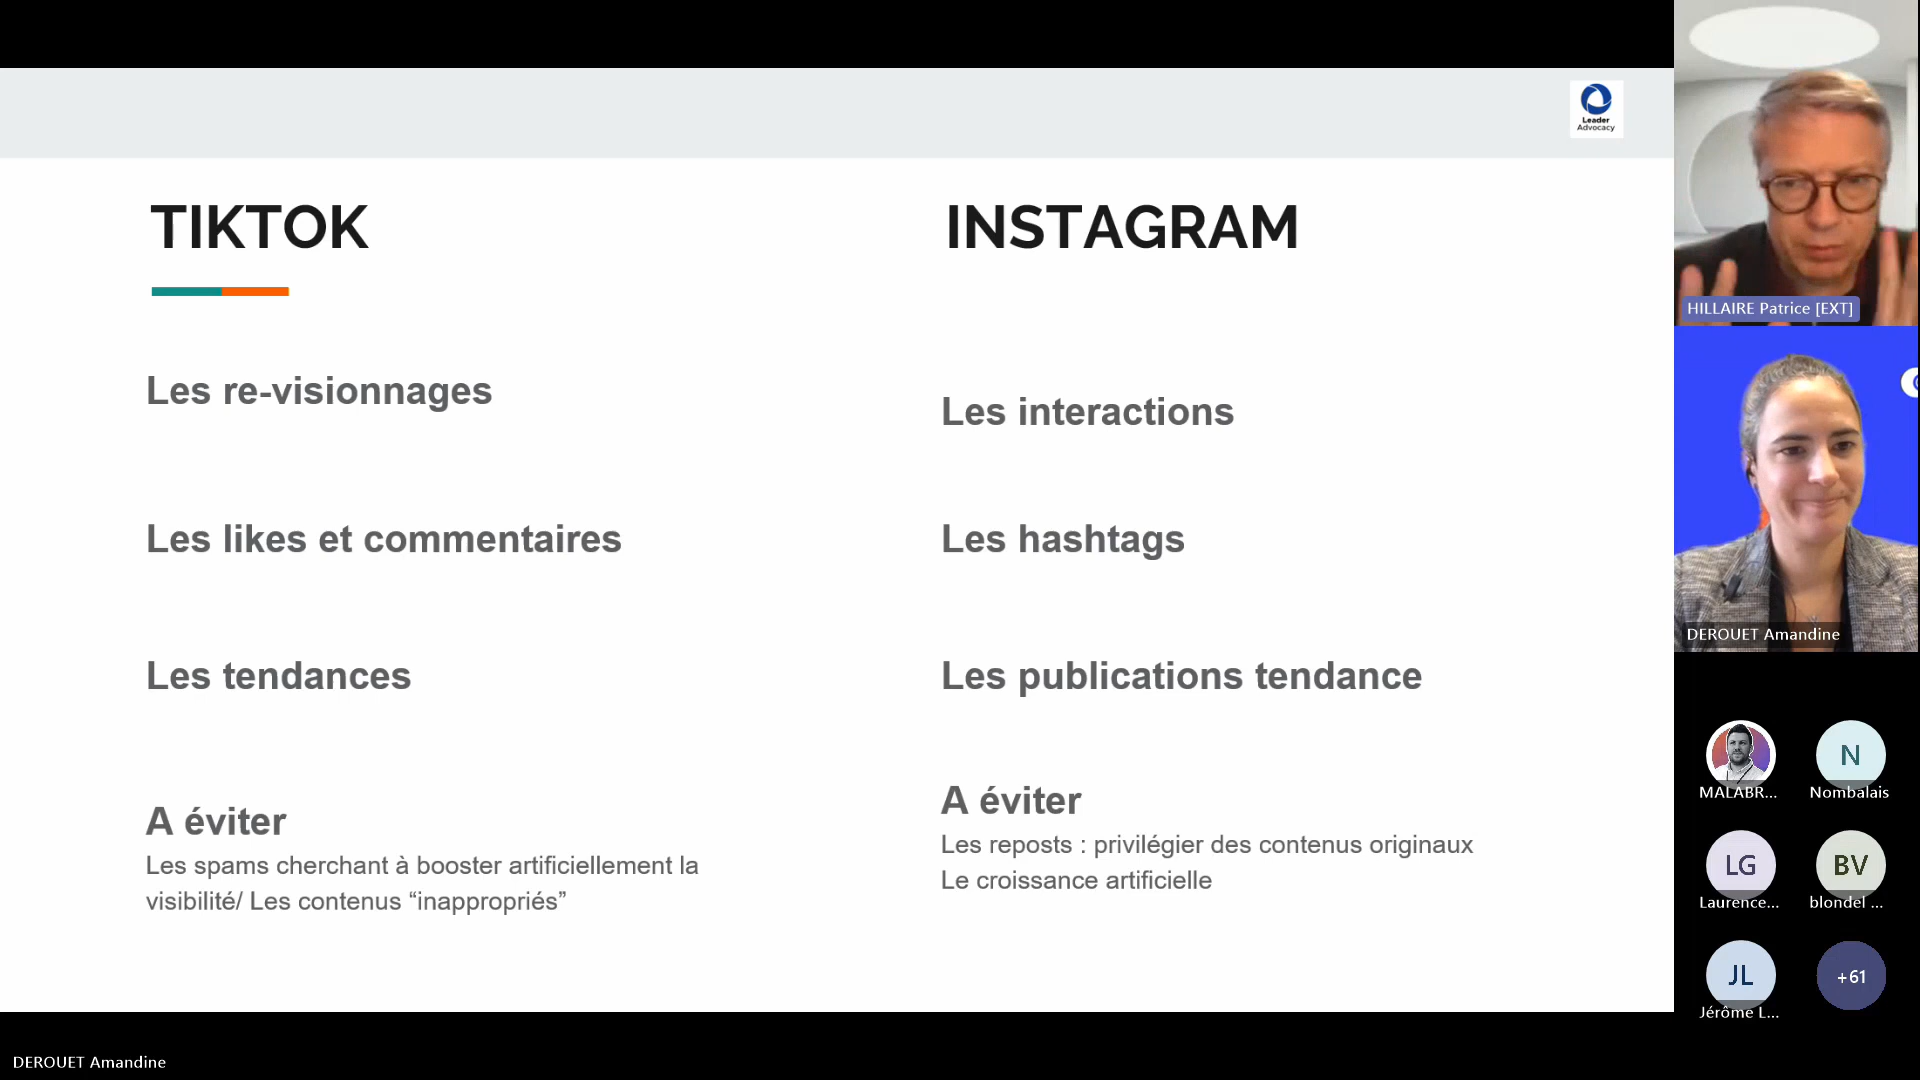 Leader
Advocacy
TIKTOK
Les re-visionnages
Les likes et commentaires
Les tendances
A éviter
Les spams cherchant à booster artificiellement la
visibilité/ Les contenus “inappropriés”
INSTAGRAM
Les interactions
Les hashtags
Les publications tendance
A éviter
Les reposts : privilégier des contenus originaux
Le croissance artificielle
HILLAIRE Patrice [EXT]
DEROUET Amandine
MALABR...
N
Nombalais
LG
Laurence...
BV
blondel ...
JL
Jérôme L...
+61
DEROUET Amandine